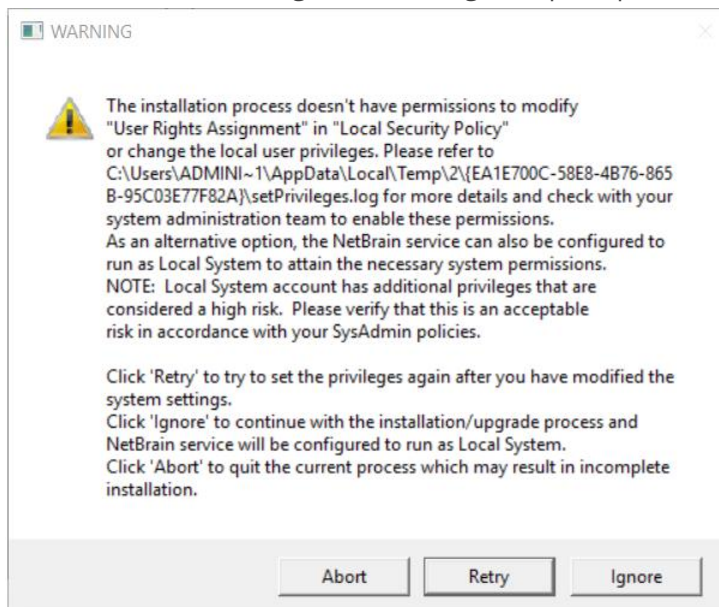 WARNING
The installation process doesn't have permissions to modify
"User Rights Assignment" in "Local Security Policy"
or change the local user privileges. Please refer to
C:\Users\ADMINI~1\AppData\Local\Temp\2\{EA1E700C-58E8-4B76-865
B-95C03E77F82A}\setPrivileges.log for more details and check with your
system administration team to enable these permissions.
As an alternative option, the NetBrain service can also be configured to
run as Local System to attain the necessary system permissions.
NOTE:  Local System account has additional privileges that are
considered a high risk.  Please verify that this is an acceptable
risk in accordance with your SysAdmin policies.
Click 'Retry' to try to set the privileges again after you have modified the
system settings.
Click 'Ignore' to continue with the installation/upgrade process and
NetBrain service will be configured to run as Local System.
Click 'Abort' to quit the current process which may result in incomplete
installation.
Abort
Retry
Ignore